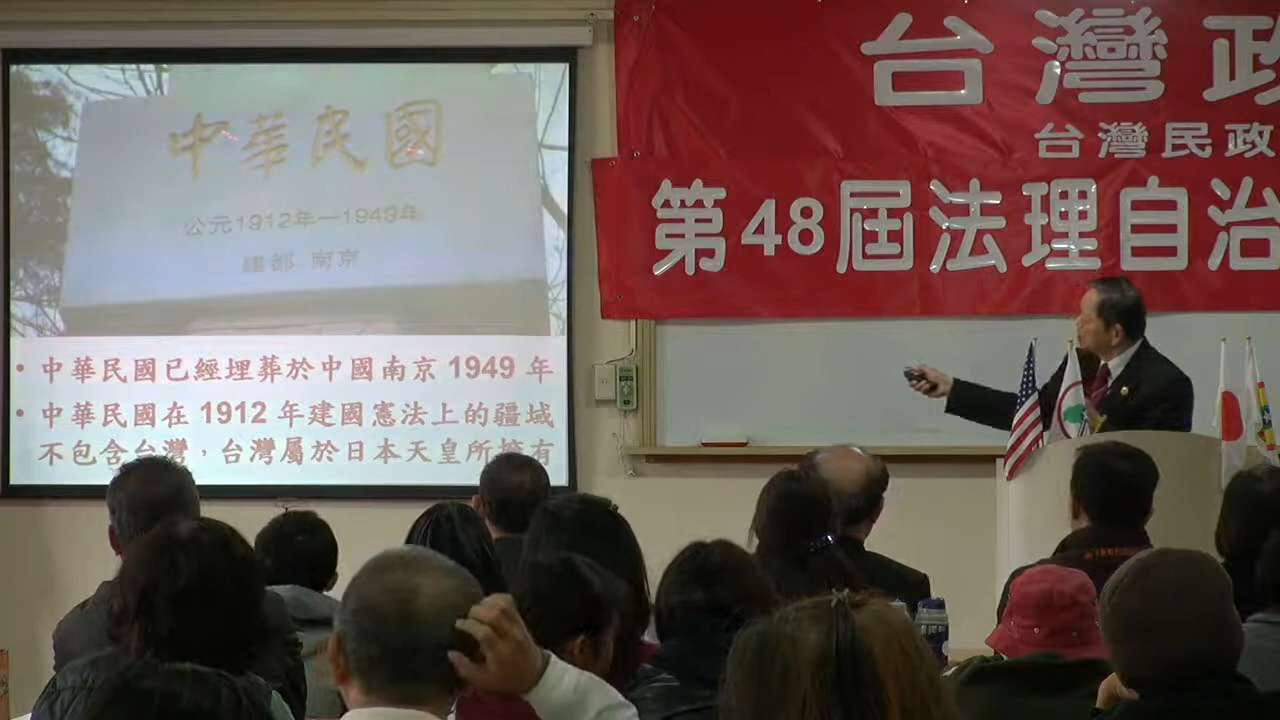 中華民國
公元1912年—1949年
建都 南京
• 中華民國已經埋葬於中國南京 1949 年
• 中華民國在 1912 年建國憲法上的疆域
不包含台灣，台灣屬於日本天皇所擁有
台灣政
台灣民政
第48屆法理自治